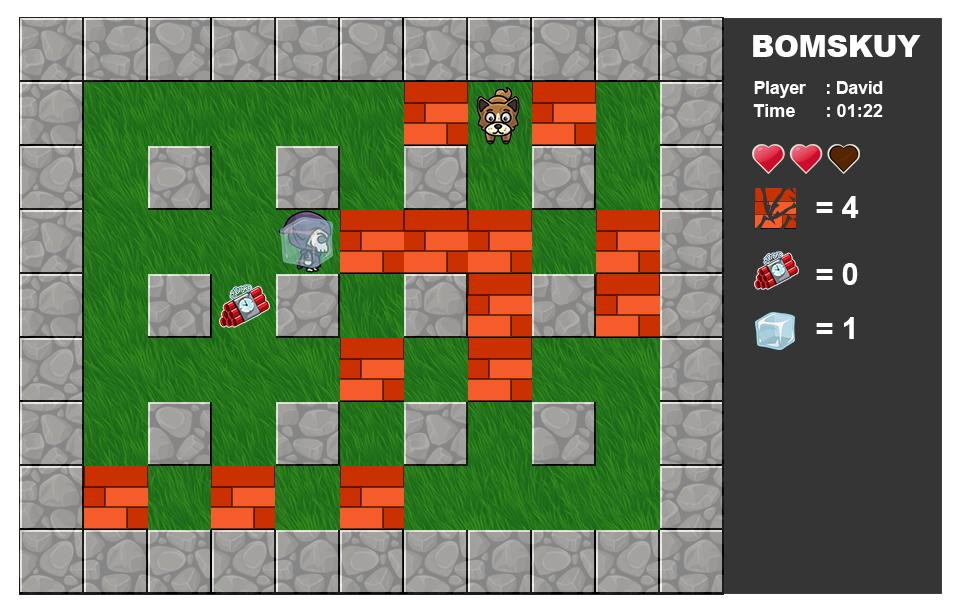 BOMSKUY
Player : David
Time : 01:22
= 4
= 0
= 1